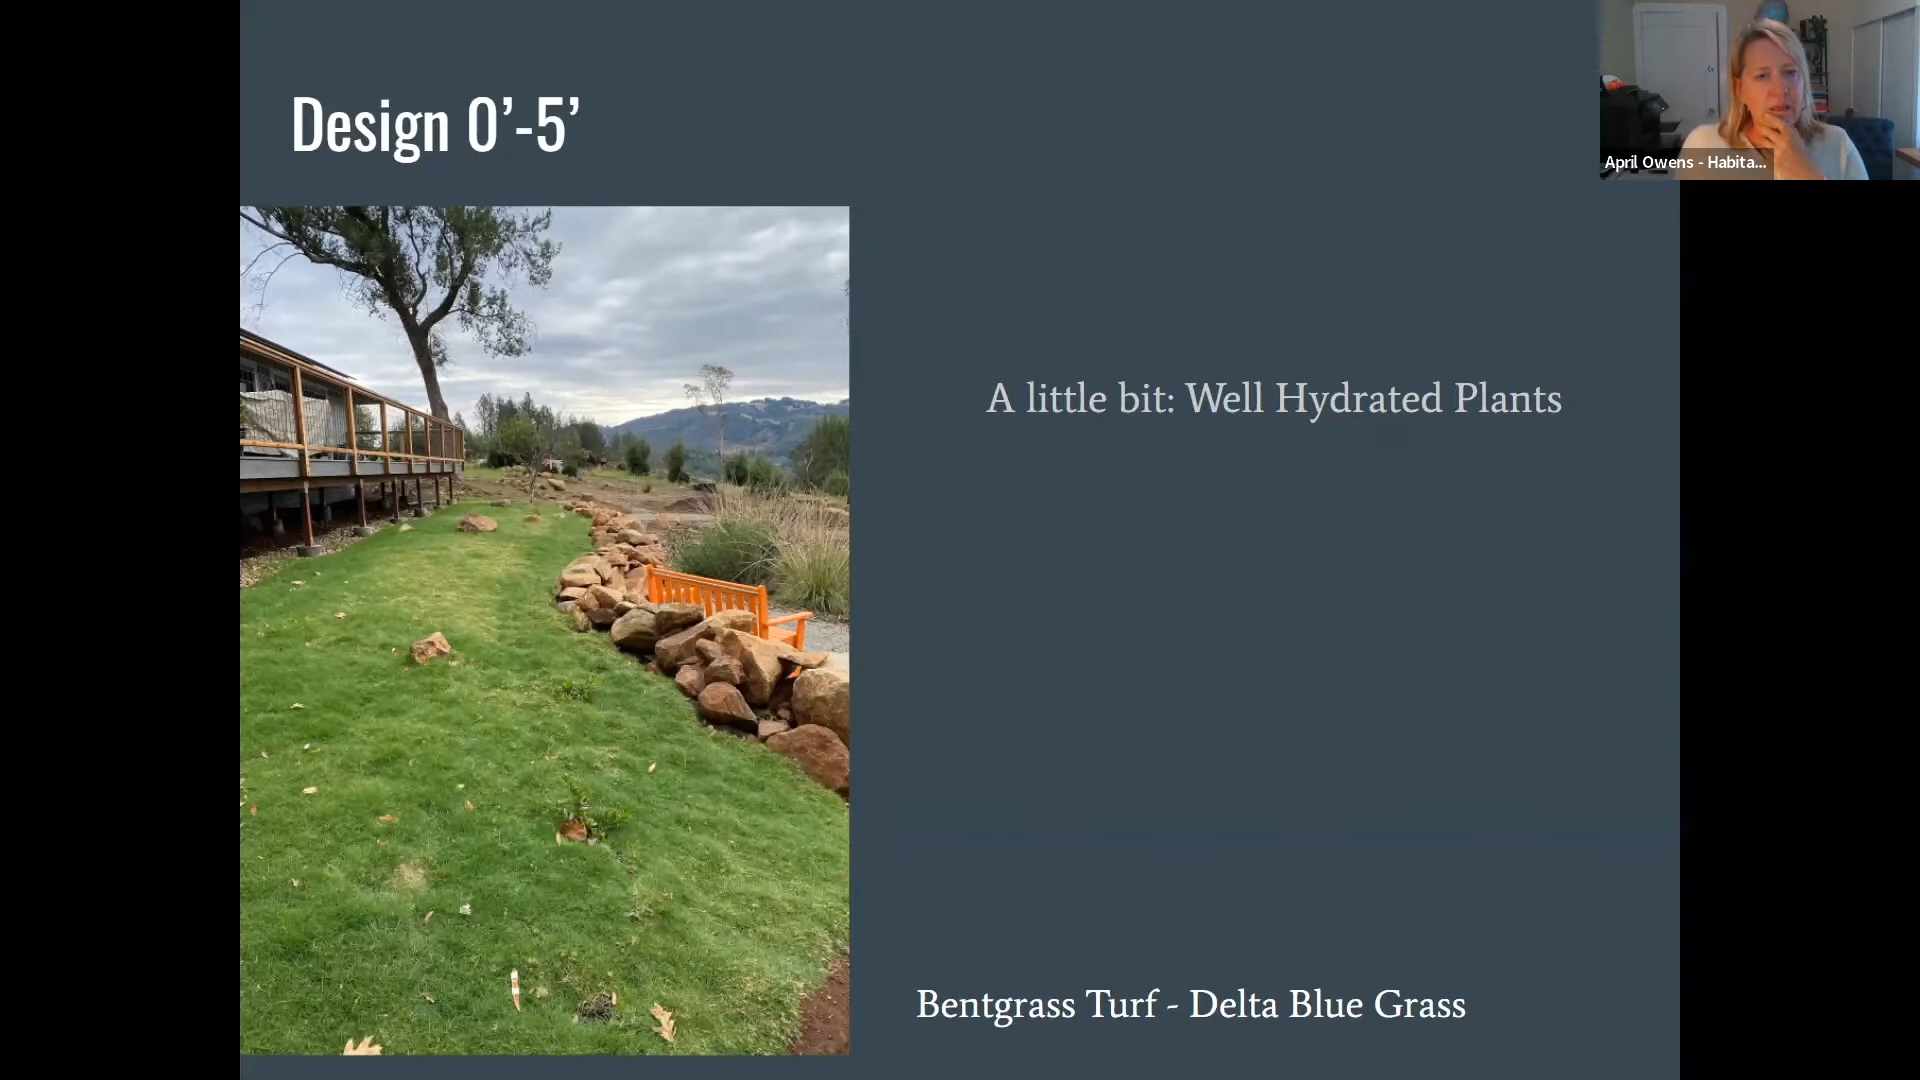 Design 0’-5’
April Owens - Habita...
A little bit: Well Hydrated Plants
Bentgrass Turf - Delta Blue Grass